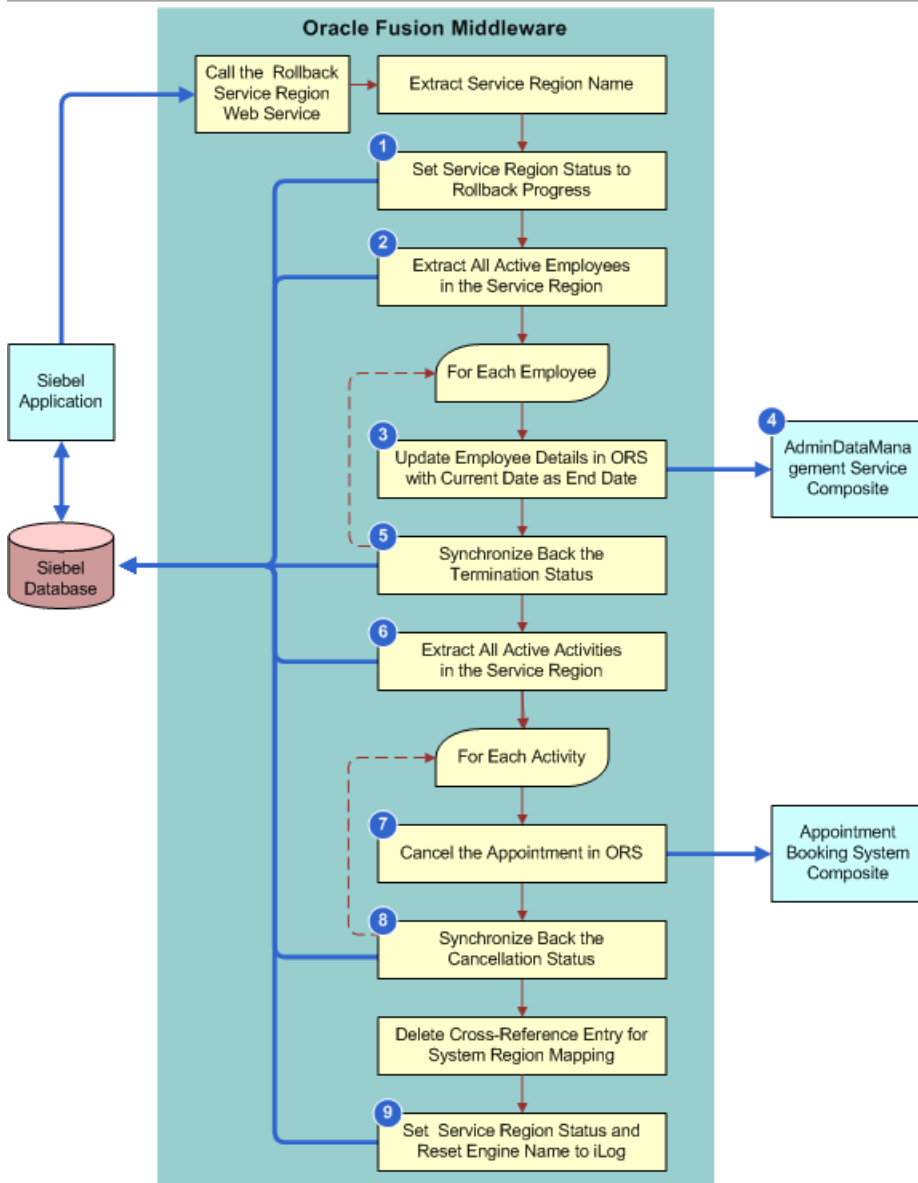 Oracle Fusion Middleware
Call the Rollback
Service Region
Web Service
Extract Service Region Name
1
Set Service Region Status to
Rollback Progress
2
Extract All Active Employees
in the Service Region
For Each Employee
Siebel
Application
3
Update Employee Details in ORS
with Current Date as End Date
4
AdminDataMana
gement Service
Composite
5
Synchronize Back the
Termination Status
Siebel
Database
6
Extract All Active Activities
in the Service Region
For Each Activity
7
Cancel the Appointment in ORS
Appointment
Booking System
Composite
8
Synchronize Back the
Cancellation Status
Delete Cross-Reference Entry for
System Region Mapping
9
Set Service Region Status and
Reset Engine Name to iLog